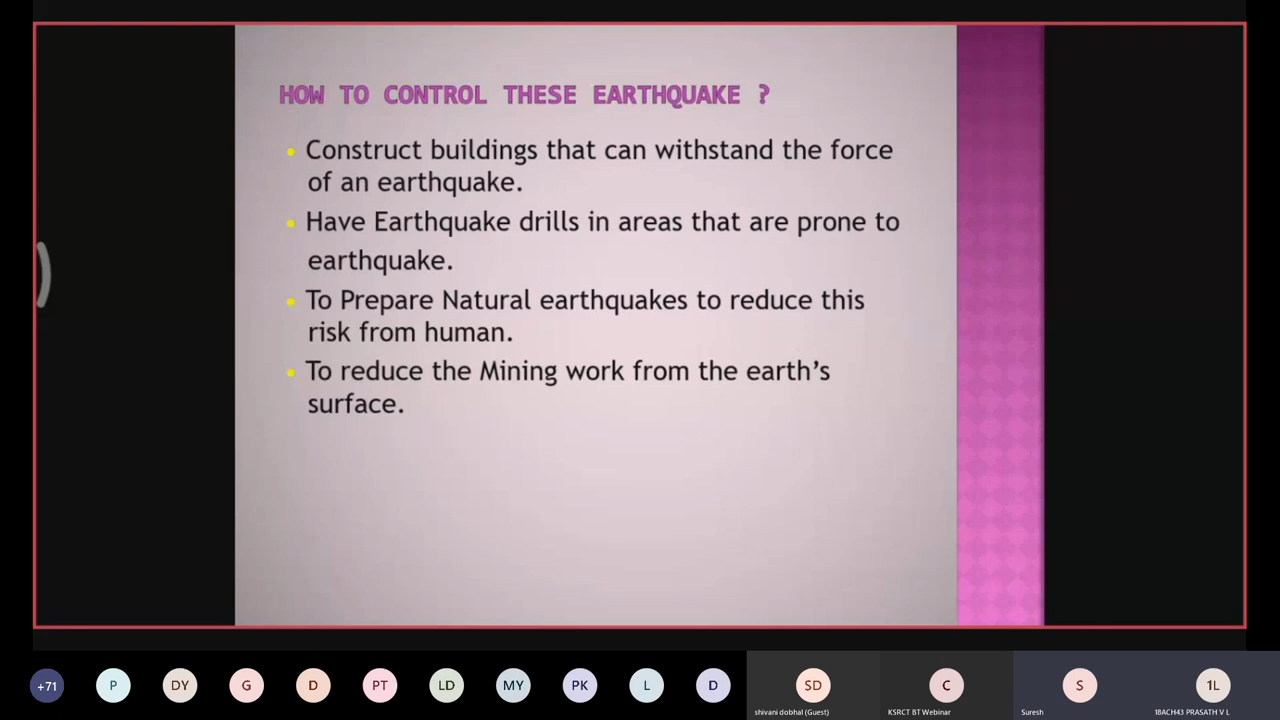 HOW TO CONTROL THESE EARTHQUAKE ?
Construct buildings that can withstand the force
of an earthquake.
Have Earthquake drills in areas that are prone to
earthquake.
To Prepare Natural earthquakes to reduce this
risk from human.
To reduce the Mining work from the earth's
surface.
+71
P
DY
G
D
PT
LD
MY
PK
L
D
SD
C
S
1L
shivani dobhal (Guest)
KSRCT BT Webinar
Suresh
18ACH43 PRASATH V L